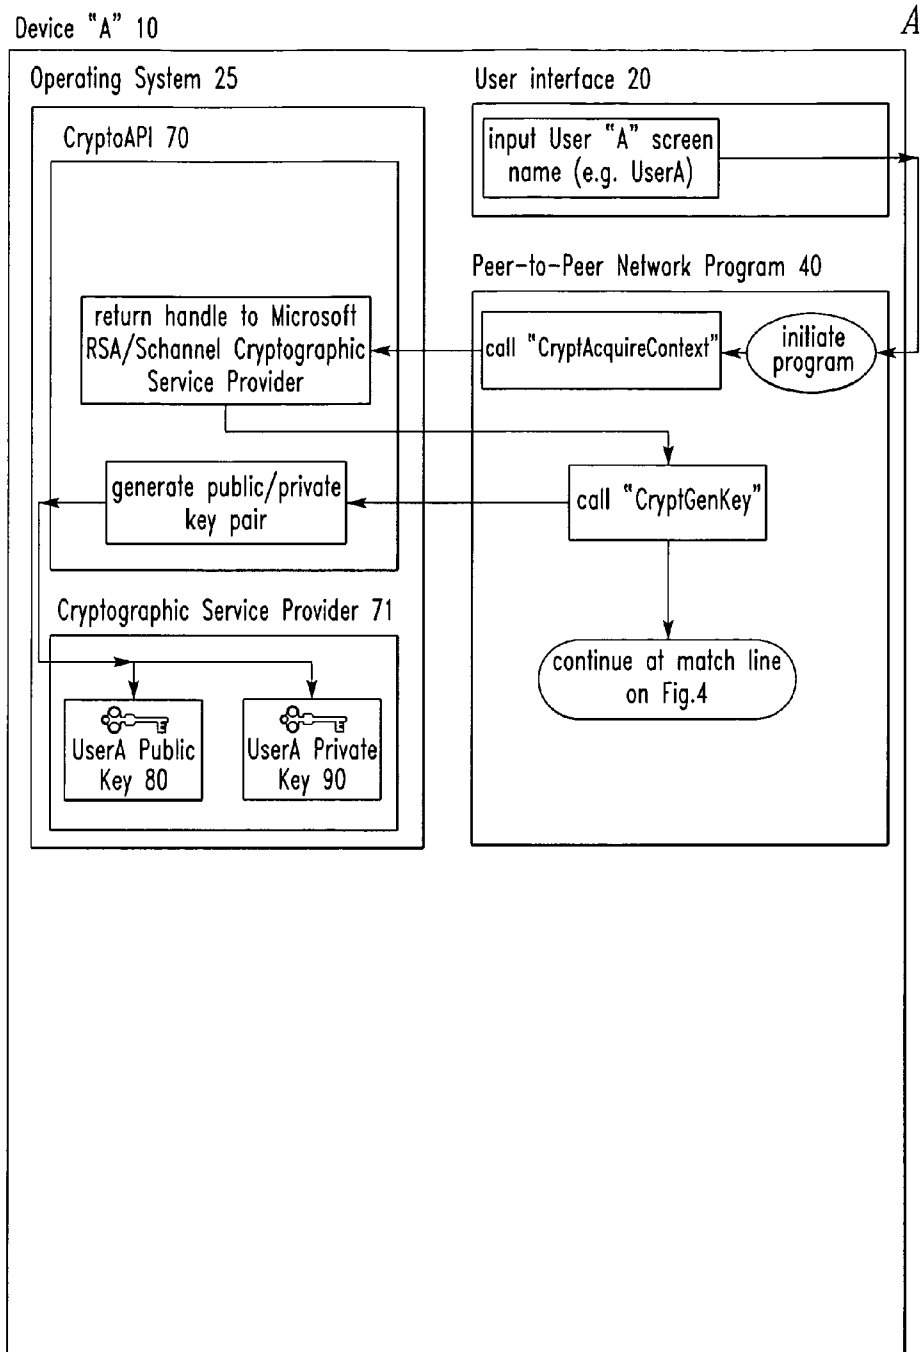 A
Device "A" 10
Operating System 25
CryptoAPI 70
return handle to Microsoft
RSA/Schannel Cryptographic
Service Provider
generate public/private
key pair
Cryptographic Service Provider 71
UserA Public
Key 80
UserA Private
Key 90
User interface 20
input User "A" screen
name (e.g. UserA)
Peer-to-Peer Network Program 40
call "CryptAcquireContext"
initiate
program
call "CryptGenKey"
continue at match line
on Fig.4